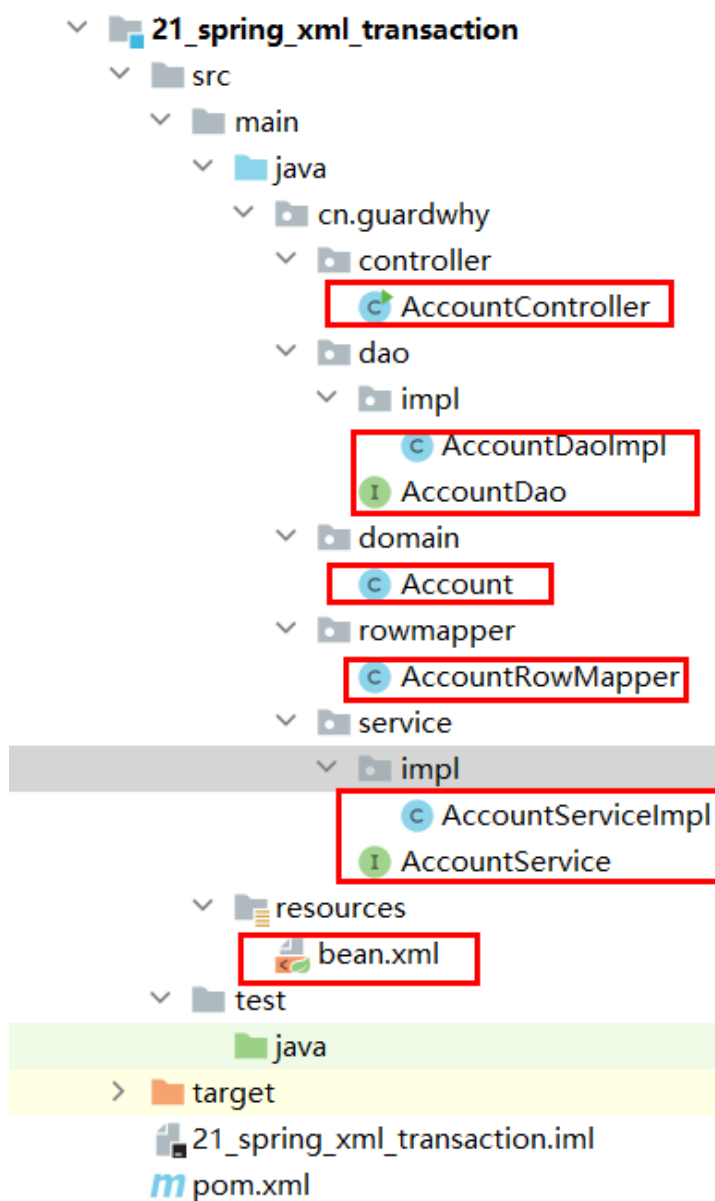 21_spring_xml_transaction
src
main
java
cn.guardwhy
controller
C AccountController
dao
impl
C AccountDaoImpl
I AccountDao
domain
C Account
rowmapper
C AccountRowMapper
service
impl
C AccountServiceImpl
I AccountService
resources
bean.xml
test
java
target
21_spring_xml_transaction.iml
m pom.xml